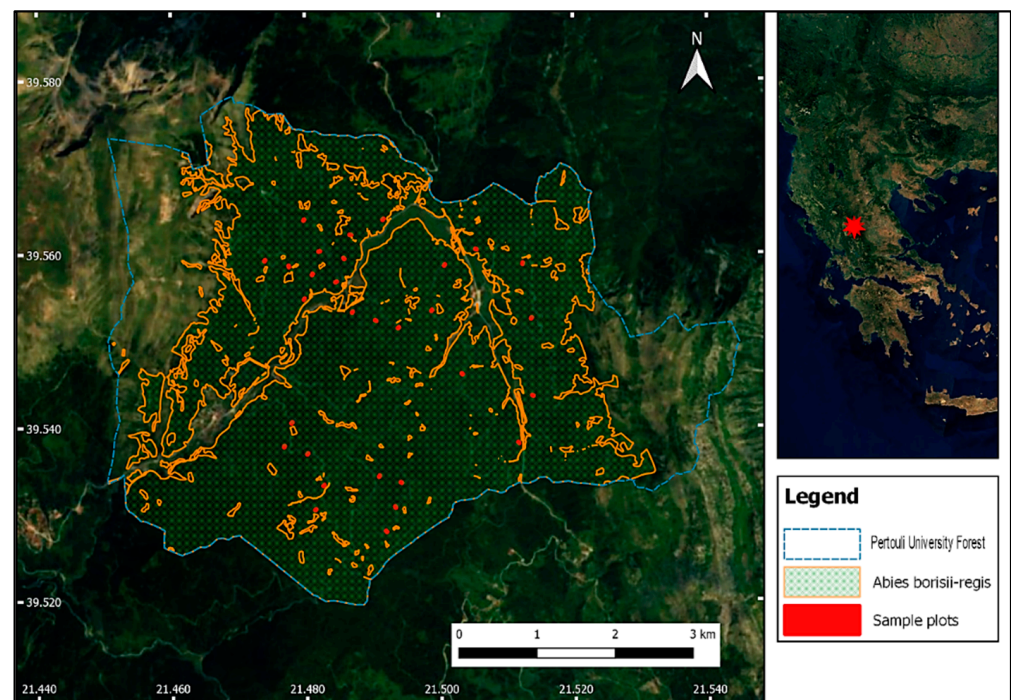 N
39.580
39.560
39.540
39.520
21.440
21.460
21.480
21.500
21.520
21.540
0 1 2 3 km
Legend
Pertouli University Forest
Abies borisii-regis
Sample plots